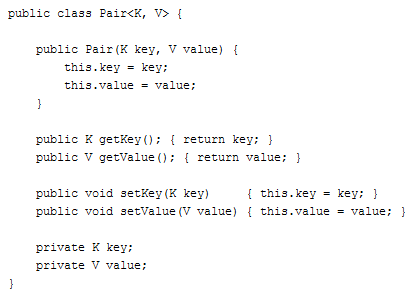 public class Pair<K, V> {
public Pair(K key, V value) {
this.key = key;
this.value = value;
}
public K getKey(); { return key; }
public V getValue(); { return value; }
public void setKey(K key)     { this.key = key; }
public void setValue(V value) { this.value = value; }
private K key;
private V value;
}